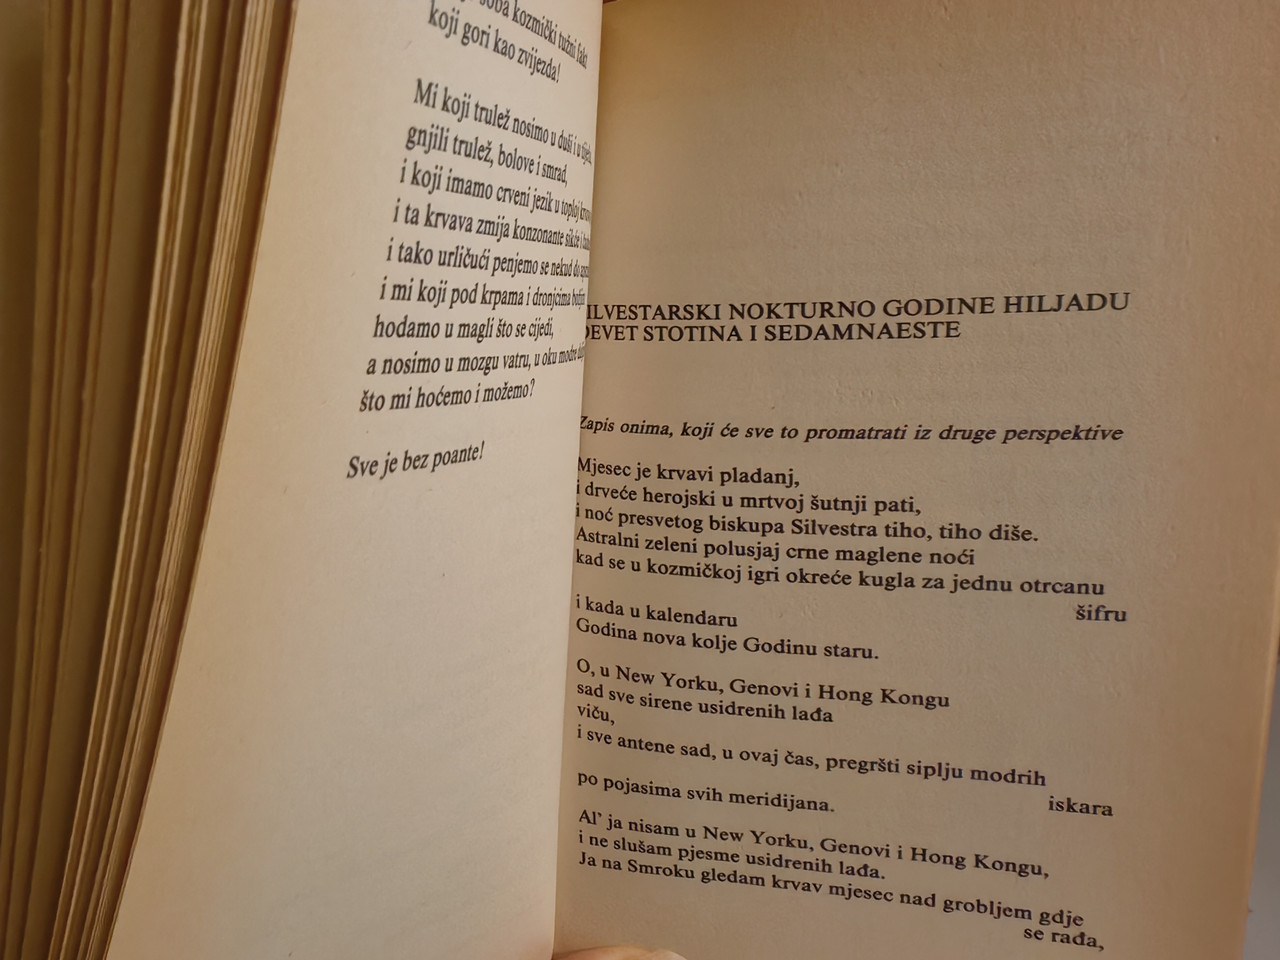 soba kozmički tužni fakt
koji gori kao zvijezda!
Mi koji trulež nosimo u duši i u
gnjili trulež, bolove i smrad,
i koji imamo crveni jezik u toploj
i ta krvava zmija konzonante sikće i
i tako urličući penjemo se nekud do
i mi koji pod krpama i dronjcima
hodamo u magli što se cijedi,
a nosimo u mozgu vatru, u oku modre
što mi hoćemo i možemo?
Sve je bez poante!
SILVESTARSKI NOKTURNO GODINE HILJADU
DEVET STOTINA I SEDAMNAESTE
Zapis onima, koji će sve to promatrati iz druge perspektive
Mjesec je krvavi pladanj,
i drveće herojski u mrtvoj šutnji pati,
i noć presvetog biskupa Silvestra tiho, tiho diše.
Astralni zeleni polusjaj crne maglene noći
kad se u kozmičkoj igri okreće kugla za jednu otrcanu
šifru
i kada u kalendaru
Godina nova kolje Godinu staru.
O, u New Yorku, Genovi i Hong Kongu
sad sve sirene usidrenih lađa
viču,
i sve antene sad, u ovaj čas, pregršti siplju modrih
iskara
po pojasima svih meridijana.
Al' ja nisam u New Yorku, Genovi i Hong Kongu,
i ne slušam pjesme usidrenih lađa.
Ja na Smroku gledam krvav mjesec nad grobljem gdje
se rađa,